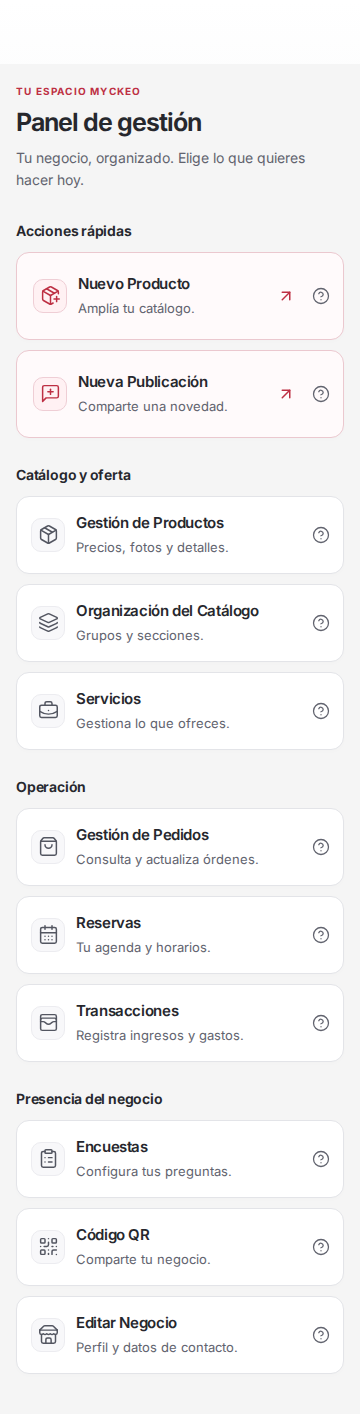 TU ESPACIO MYCKEO
Panel de gestión
Tu negocio, organizado. Elige lo que quieres
hacer hoy.
Acciones rápidas
Nuevo Producto
Amplía tu catálogo.
Nueva Publicación
Comparte una novedad.
Catálogo y oferta
Gestión de Productos
Precios, fotos y detalles.
Organización del Catálogo
Grupos y secciones.
Servicios
Gestiona lo que ofreces.
Operación
Gestión de Pedidos
Consulta y actualiza órdenes.
Reservas
Tu agenda y horarios.
Transacciones
Registra ingresos y gastos.
Presencia del negocio
Encuestas
Configura tus preguntas.
Código QR
Comparte tu negocio.
Editar Negocio
Perfil y datos de contacto.